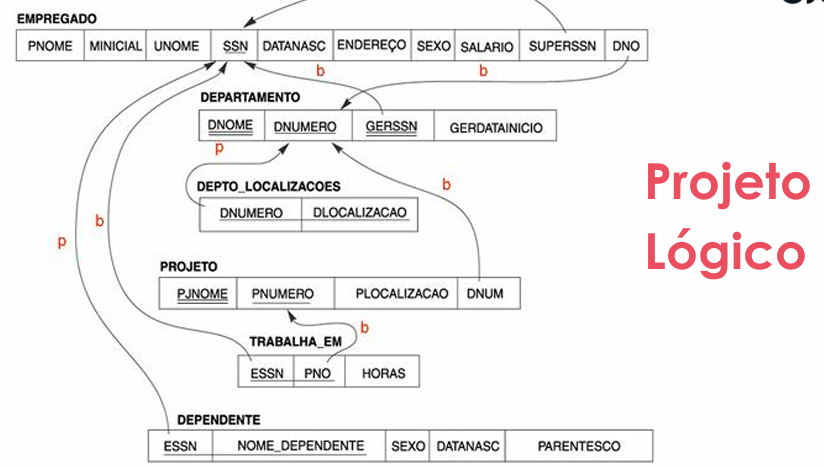 EMPREGADO
PNOME MINICIAL UNOME SSN DATANASC ENDEREÇO SEXO SALARIO SUPERSSN DNO
b b
DEPARTAMENTO
DNOME DNUMERO GERSSN GERDATAINICIO
p
b
DEPTO_LOCALIZACOES
DNUMERO DLOCALIZACAO
Projeto
Lógico
b
p
PROJETO
PJNOME PNUMERO PLOCALIZACAO DNUM
b
TRABALHA_EM
ESSN PNO HORAS
DEPENDENTE
ESSN NOME_DEPENDENTE SEXO DATANASC PARENTESCO